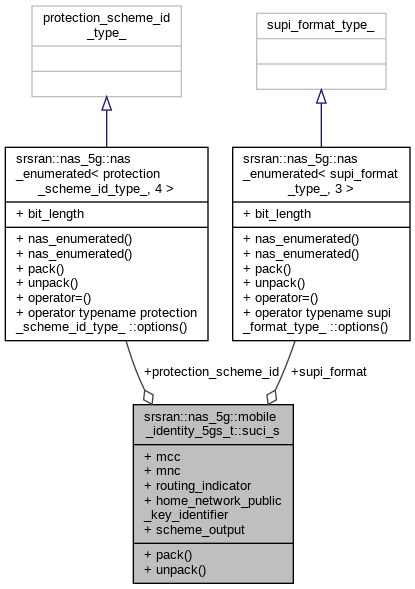 protection_scheme_id
_type_
supi_format_type_
srsran::nas_5g::nas
_enumerated< protection
_scheme_id_type_, 4 >
+ bit_length
+ nas_enumerated()
+ nas_enumerated()
+ pack()
+ unpack()
+ operator=()
+ operator typename protection
_scheme_id_type_ ::options()
srsran::nas_5g::nas
_enumerated< supi_format
_type_, 3 >
+ bit_length
+ nas_enumerated()
+ nas_enumerated()
+ pack()
+ unpack()
+ operator=()
+ operator typename supi
_format_type_ ::options()
+protection_scheme_id
+supi_format
srsran::nas_5g::mobile
_identity_5gs_t::suci_s
+ mcc
+ mnc
+ routing_indicator
+ home_network_public
_key_identifier
+ scheme_output
+ pack()
+ unpack()